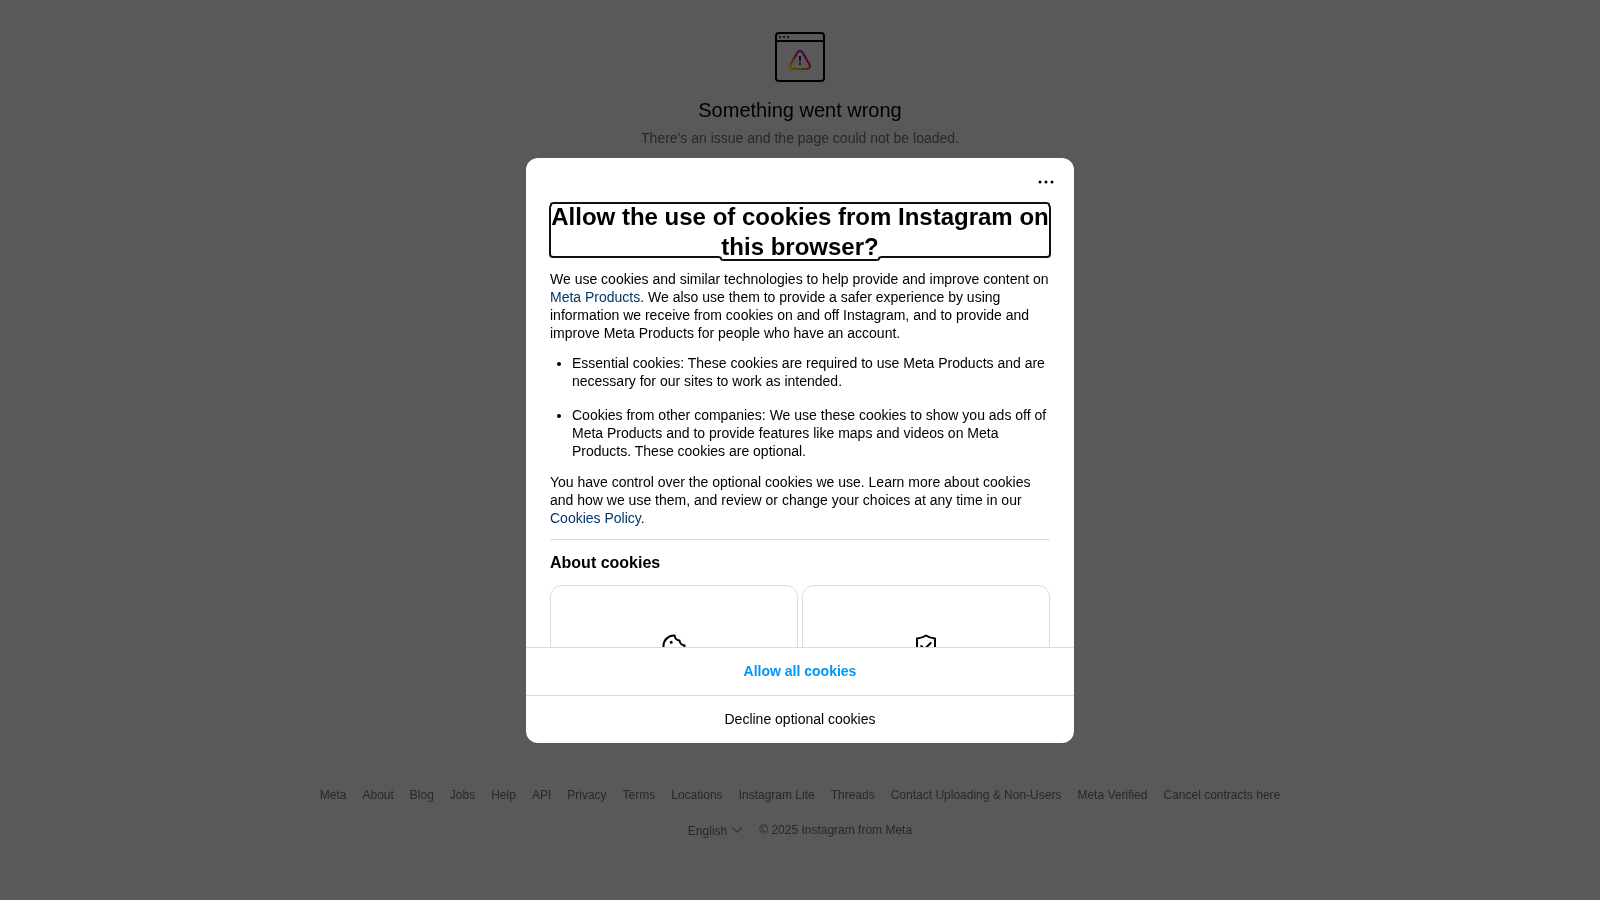 Something went wrong
There's an issue and the page could not be loaded.
Allow the use of cookies from Instagram on
this browser?
We use cookies and similar technologies to help provide and improve content on
Meta Products. We also use them to provide a safer experience by using
information we receive from cookies on and off Instagram, and to provide and
improve Meta Products for people who have an account.
• Essential cookies: These cookies are required to use Meta Products and are
necessary for our sites to work as intended.
• Cookies from other companies: We use these cookies to show you ads off of
Meta Products and to provide features like maps and videos on Meta
Products. These cookies are optional.
You have control over the optional cookies we use. Learn more about cookies
and how we use them, and review or change your choices at any time in our
Cookies Policy.
About cookies
Allow all cookies
Decline optional cookies
Meta About Blog Jobs Help API Privacy Terms Locations Instagram Lite Threads Contact Uploading & Non-Users Meta Verified Cancel contracts here
English © 2025 Instagram from Meta